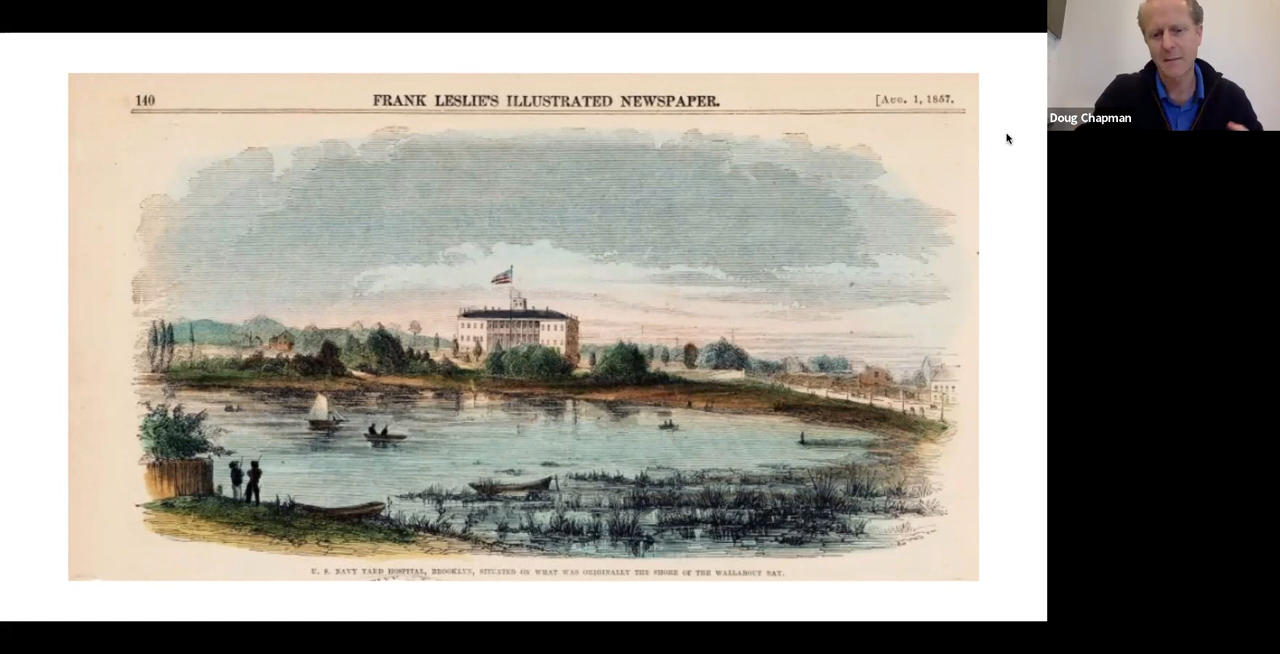 140
FRANK LESLIE'S ILLUSTRATED NEWSPAPER.
[Aug. 1, 1857.
U. S. NAVY YARD HOSPITAL, BROOKLYN, SITUATED ON WHAT WAS ORIGINALLY THE SHORE OF THE WALLABOUT BAY.
Doug Chapman